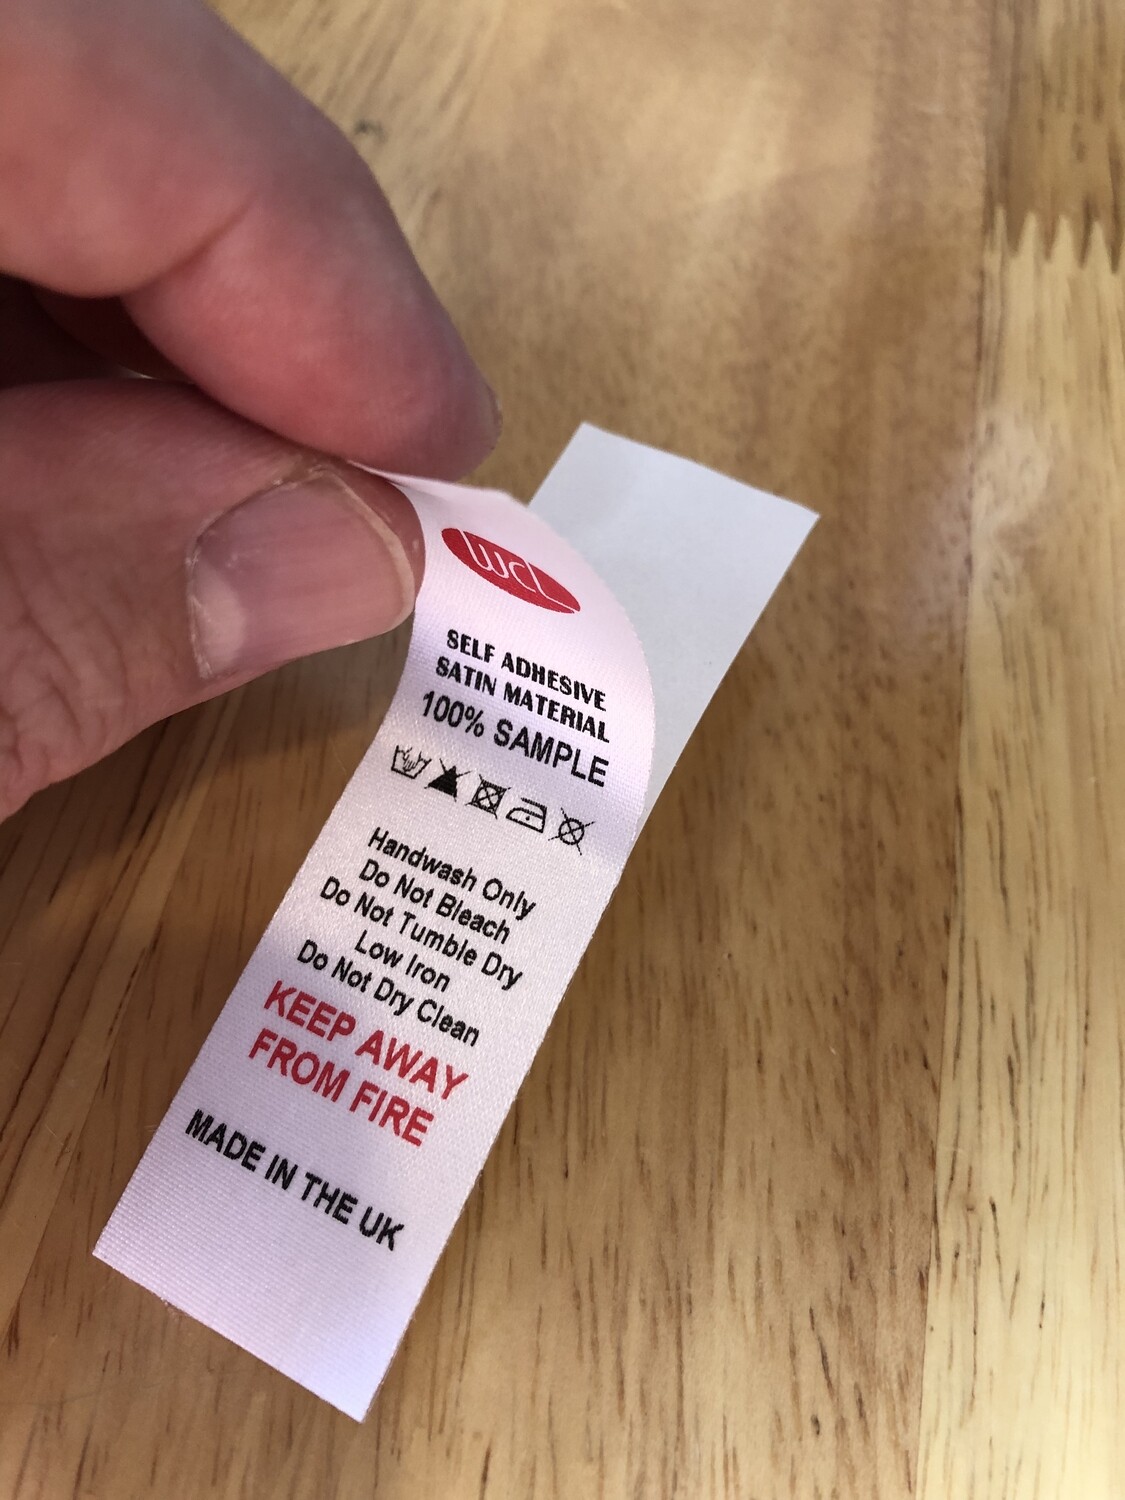 wcl
SELF ADHESIVE
SATIN MATERIAL
100% SAMPLE
Handwash Only
Do Not Bleach
Do Not Tumble Dry
Low Iron
Do Not Dry Clean
KEEP AWAY
FROM FIRE
MADE IN THE UK